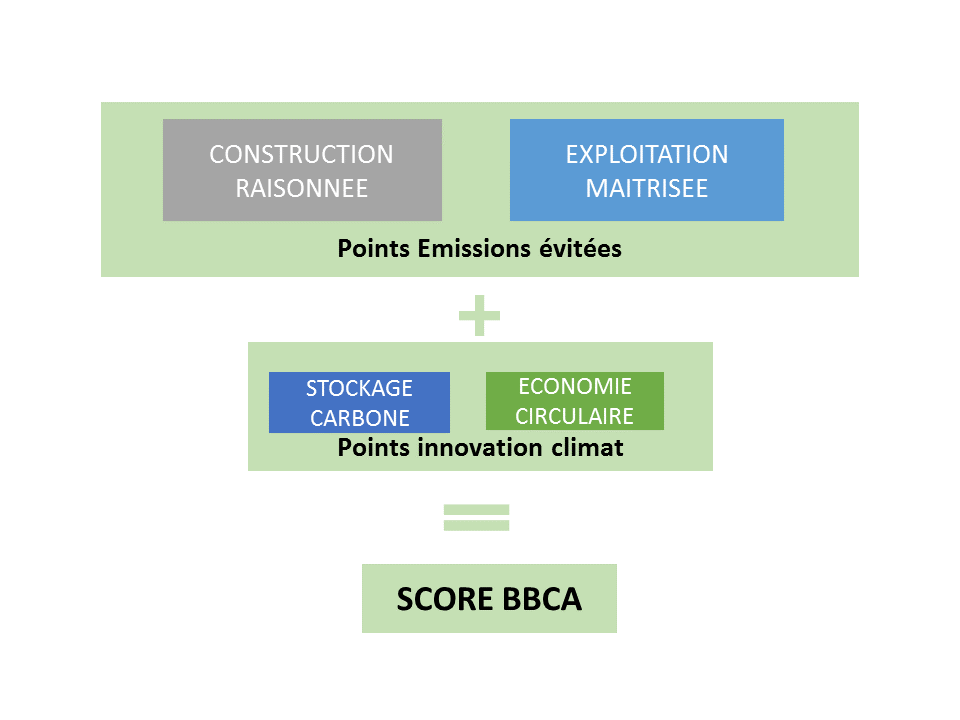 CONSTRUCTION
RAISONNEE
EXPLOITATION
MAITRISEE
Points Emissions évitées
+
STOCKAGE
CARBONE
ECONOMIE
CIRCULAIRE
Points innovation climat
=
SCORE BBCA